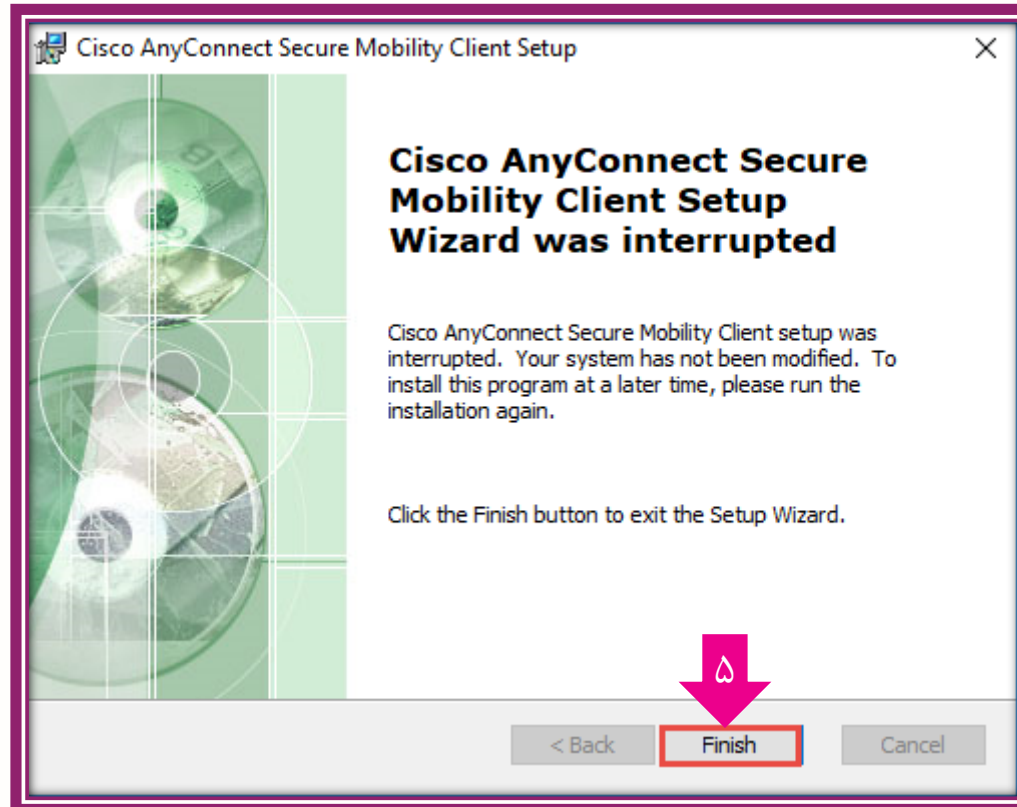 Cisco AnyConnect Secure Mobility Client Setup
Cisco AnyConnect Secure
Mobility Client Setup
Wizard was interrupted
Cisco AnyConnect Secure Mobility Client setup was
interrupted. Your system has not been modified. To
install this program at a later time, please run the
installation again.
Click the Finish button to exit the Setup Wizard.
۵
< Back Finish Cancel